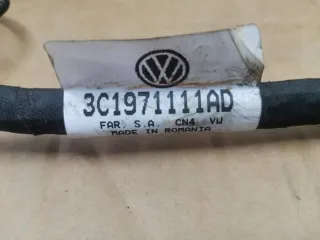 3C1971111AD
FAR. S.A. CN4 VW
MADE IN ROMANIA